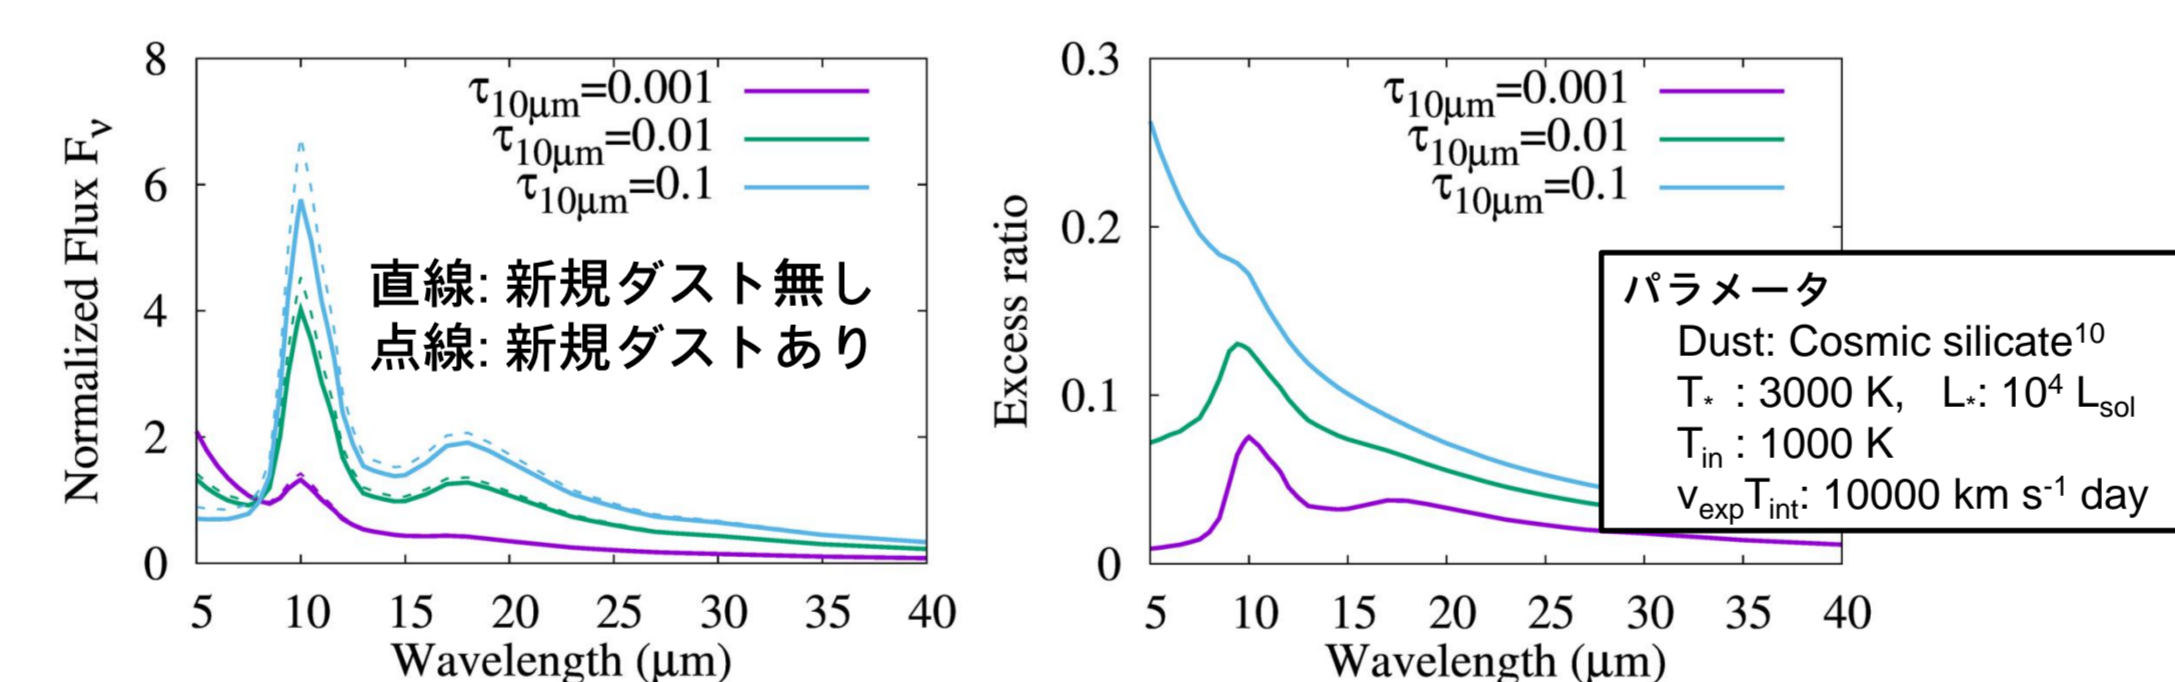 8
6
4
2
0
Normalized Flux Fν
τ10μm=0.001
τ10μm=0.01
τ10μm=0.1
直線: 新規ダスト無し
点線: 新規ダストあり
5 10 15 20 25 30 35 40
Wavelength (μm)
0.3
0.2
0.1
0
Excess ratio
τ10μm=0.001
τ10μm=0.01
τ10μm=0.1
5 10 15 20 25 30 35 40
Wavelength (μm)
パラメータ
Dust: Cosmic silicate10
T* : 3000 K, L*: 104 Lsol
Tin : 1000 K
vexpTint: 10000 km s-1 day